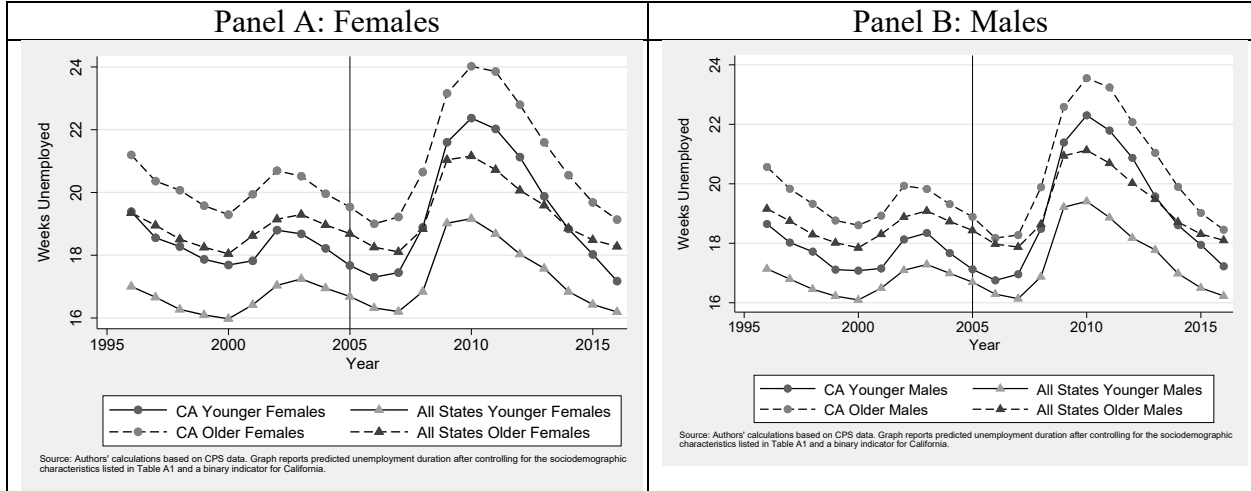 Panel A: Females
Panel B: Males
Weeks Unemployed
24
22
20
18
16
1995
2000
2005
2010
2015
Year
CA Younger Females
All States Younger Females
CA Older Females
All States Older Females
Source: Authors' calculations based on CPS data. Graph reports predicted unemployment duration after controlling for the sociodemographic
characteristics listed in Table A1 and a binary indicator for California.
Weeks Unemployed
24
22
20
18
16
1995
2000
2005
2010
2015
Year
CA Younger Males
All States Younger Males
CA Older Males
All States Older Males
Source: Authors' calculations based on CPS data. Graph reports predicted unemployment duration after controlling for the sociodemographic
characteristics listed in Table A1 and a binary indicator for California.